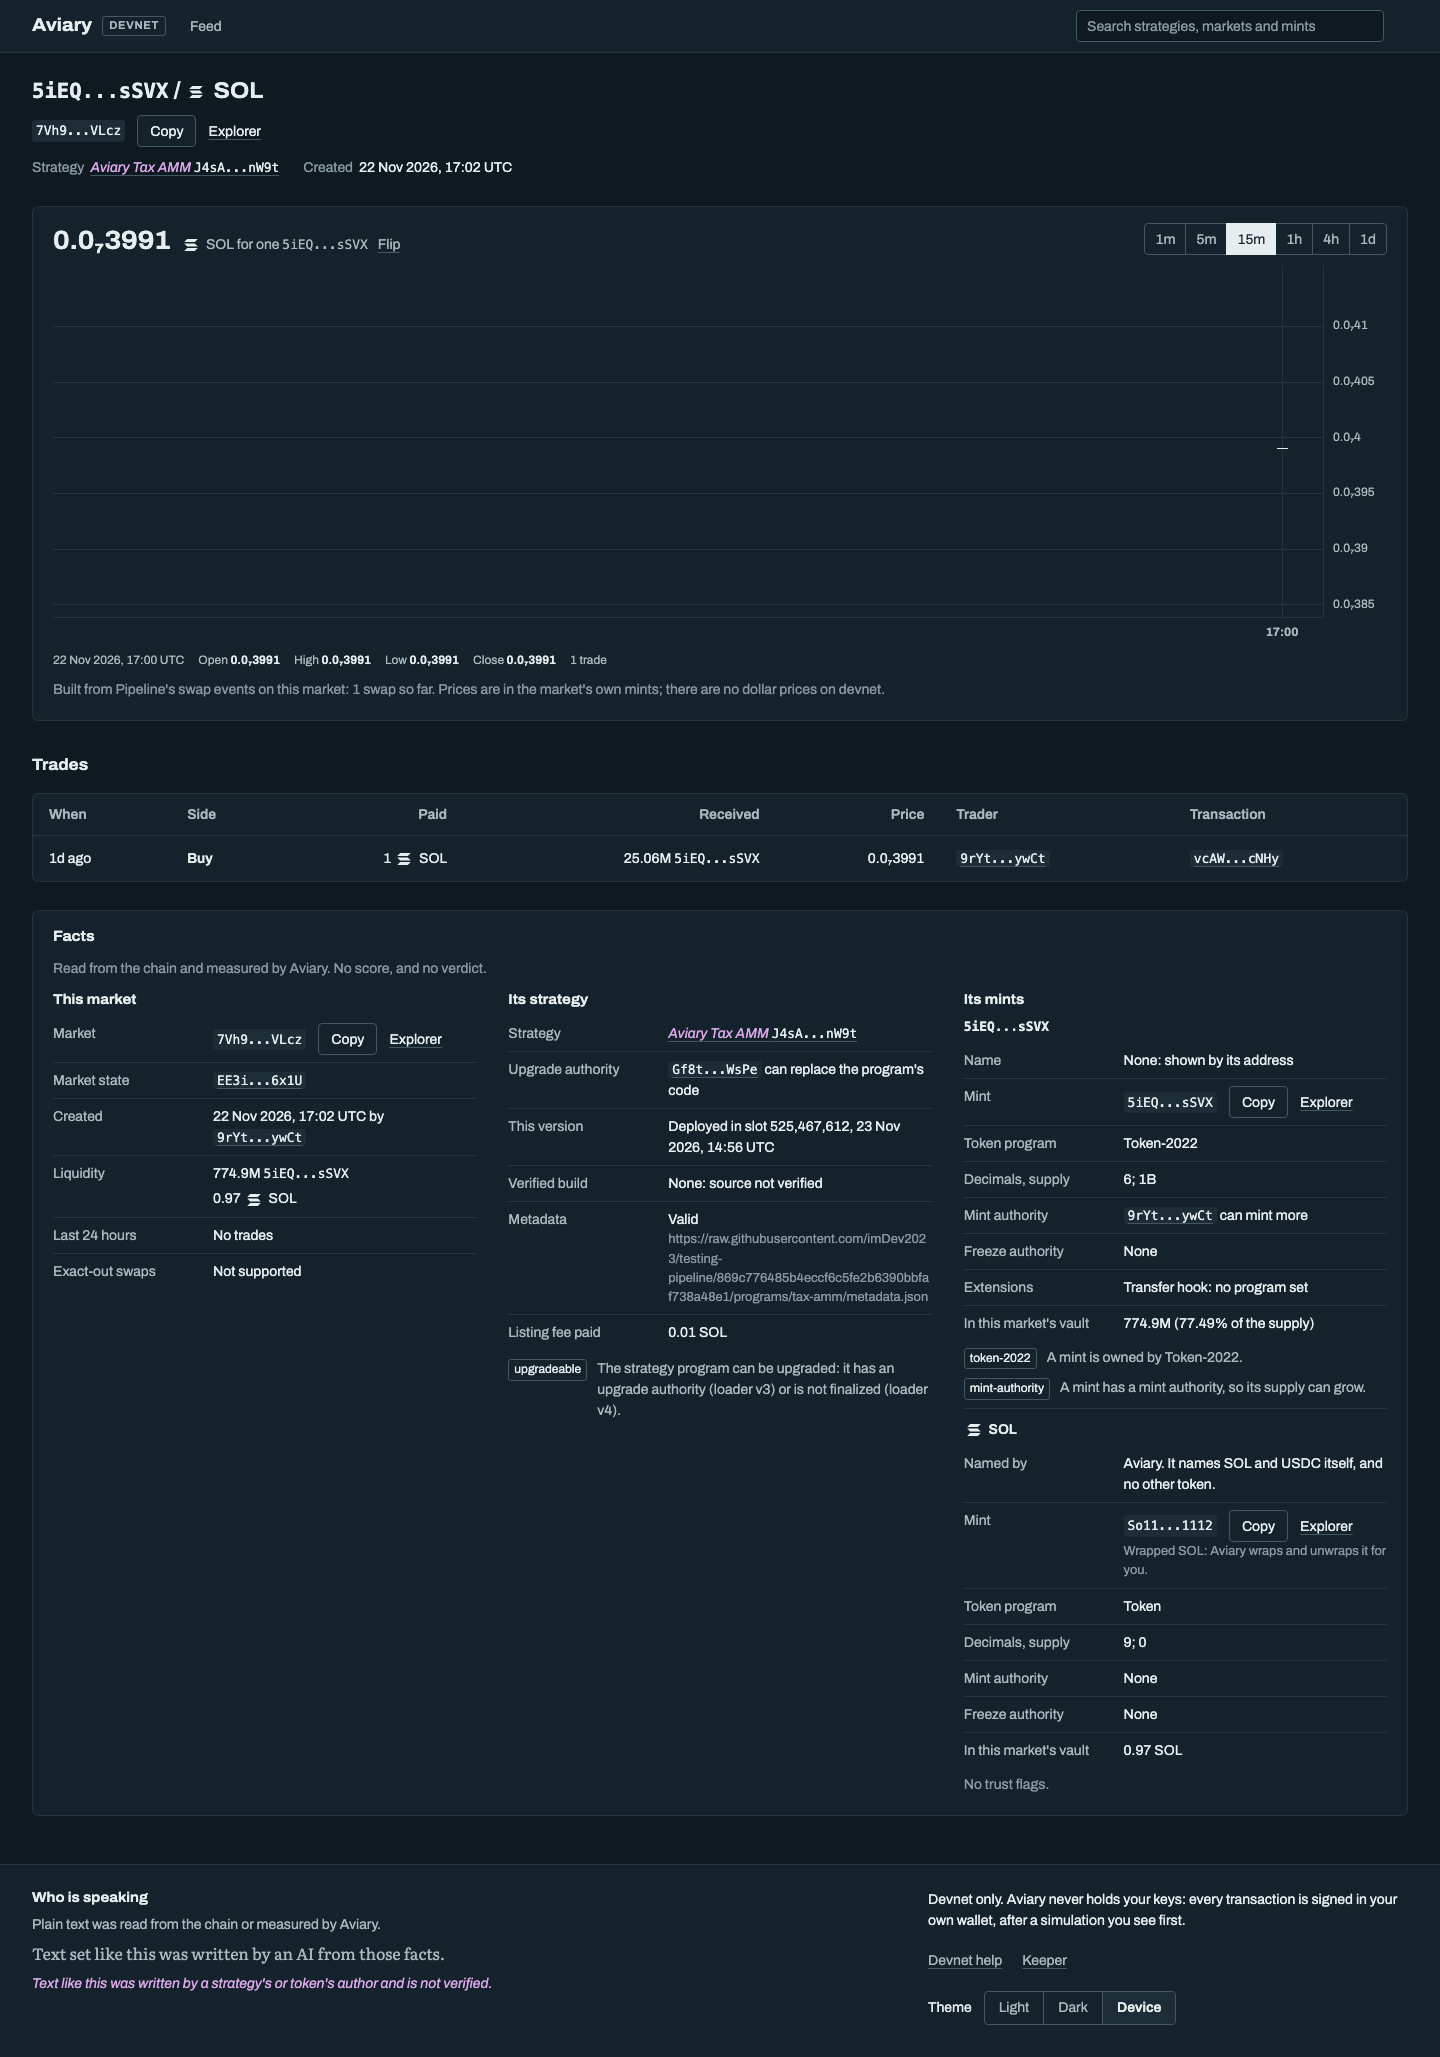 Aviary DEVNET Feed Search strategies, markets and mints
5iEQ...sSVX / SOL
7Vh9...VLcz Copy Explorer
Strategy Aviary Tax AMM J4sA...nW9t Created 22 Nov 2026, 17:02 UTC
0.0₇3991 SOL for one 5iEQ...sSVX Flip
1m 5m 15m 1h 4h 1d
0.0₇41
0.0₇405
0.0₇4
0.0₇395
0.0₇39
0.0₇385
17:00
22 Nov 2026, 17:00 UTC Open 0.0₇3991 High 0.0₇3991 Low 0.0₇3991 Close 0.0₇3991 1 trade
Built from Pipeline's swap events on this market: 1 swap so far. Prices are in the market's own mints; there are no dollar prices on devnet.
Trades
When Side Paid Received Price Trader Transaction
1d ago Buy 1 SOL 25.06M 5iEQ...sSVX 0.0₇3991 9rYt...ywCt vcAW...cNHy
Facts
Read from the chain and measured by Aviary. No score, and no verdict.
This market
Market 7Vh9...VLcz Copy Explorer
Market state EE3i...6x1U
Created 22 Nov 2026, 17:02 UTC by
9rYt...ywCt
Liquidity 774.9M 5iEQ...sSVX
0.97 SOL
Last 24 hours No trades
Exact-out swaps Not supported
Its strategy
Strategy Aviary Tax AMM J4sA...nW9t
Upgrade authority Gf8t...WsPe can replace the program's
code
This version Deployed in slot 525,467,612, 23 Nov
2026, 14:56 UTC
Verified build None: source not verified
Metadata Valid
https://raw.githubusercontent.com/imDev202
3/testing-
pipeline/869c776485b4eccf6c5fe2b6390bbfa
f738a48e1/programs/tax-amm/metadata.json
Listing fee paid 0.01 SOL
upgradeable The strategy program can be upgraded: it has an
upgrade authority (loader v3) or is not finalized (loader
v4).
Its mints
5iEQ...sSVX
Name None: shown by its address
Mint 5iEQ...sSVX Copy Explorer
Token program Token-2022
Decimals, supply 6; 1B
Mint authority 9rYt...ywCt can mint more
Freeze authority None
Extensions Transfer hook: no program set
In this market's vault 774.9M (77.49% of the supply)
token-2022 A mint is owned by Token-2022.
mint-authority A mint has a mint authority, so its supply can grow.
SOL
Named by Aviary. It names SOL and USDC itself, and
no other token.
Mint So11...1112 Copy Explorer
Wrapped SOL: Aviary wraps and unwraps it for
you.
Token program Token
Decimals, supply 9; 0
Mint authority None
Freeze authority None
In this market's vault 0.97 SOL
No trust flags.
Who is speaking
Plain text was read from the chain or measured by Aviary.
Text set like this was written by an AI from those facts.
Text like this was written by a strategy's or token's author and is not verified.
Devnet only. Aviary never holds your keys: every transaction is signed in your
own wallet, after a simulation you see first.
Devnet help Keeper
Theme Light Dark Device